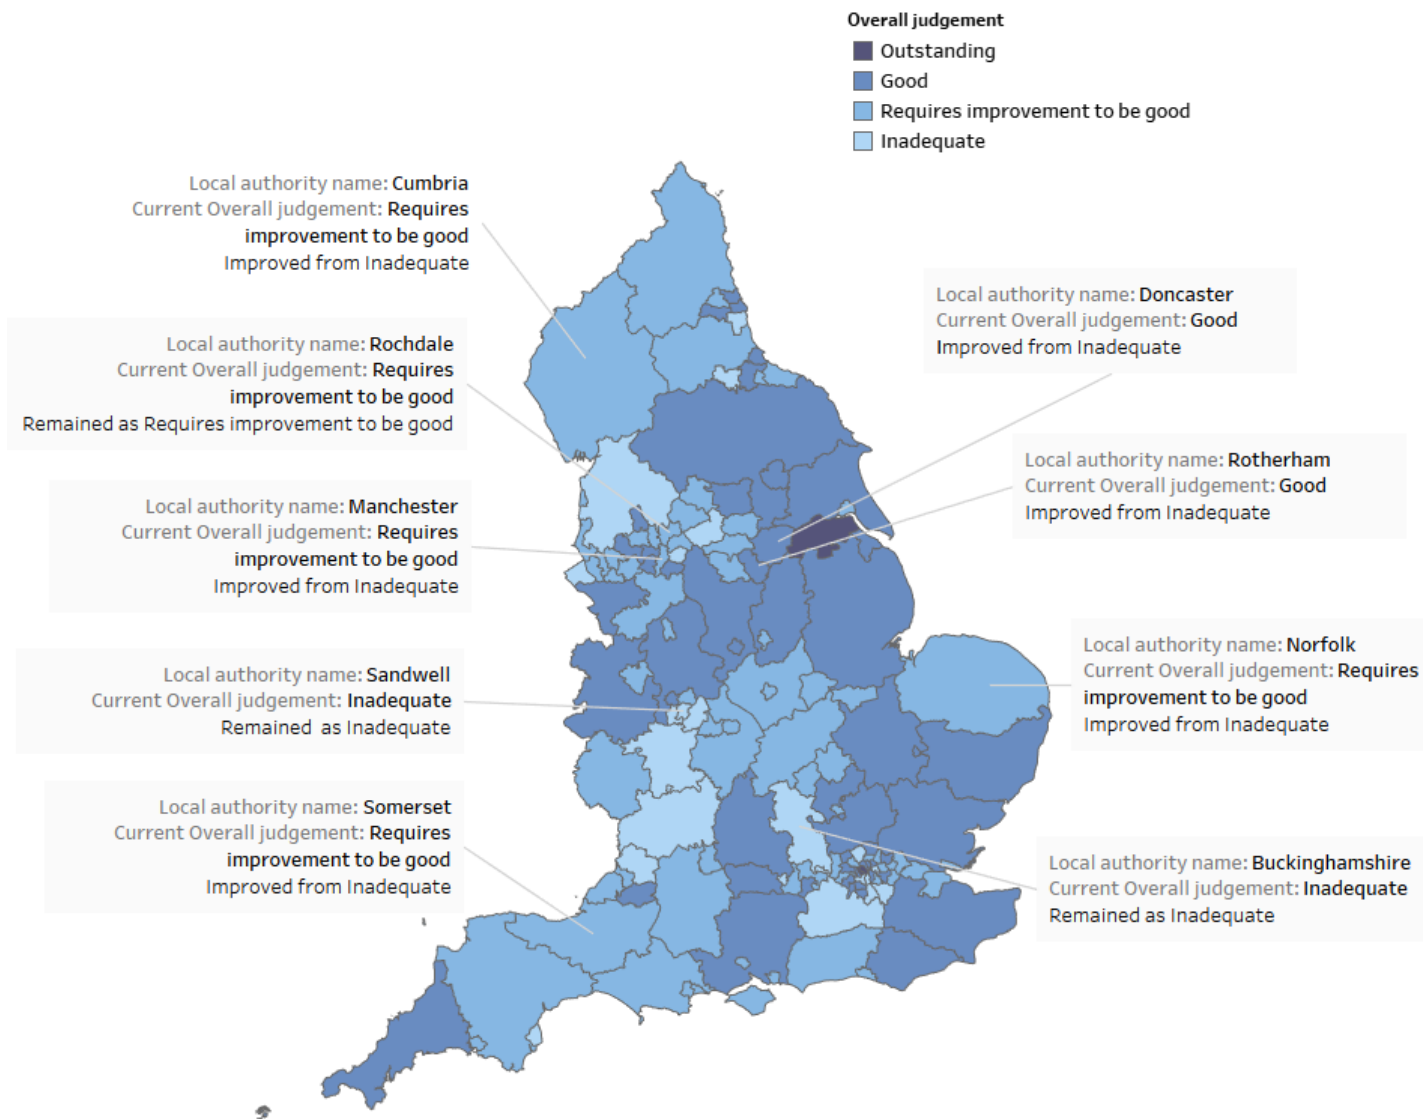 Overall judgement
Outstanding
Good
Requires improvement to be good
Inadequate
Local authority name: Cumbria
Current Overall judgement: Requires
improvement to be good
Improved from Inadequate
Local authority name: Rochdale
Current Overall judgement: Requires
improvement to be good
Remained as Requires improvement to be good
Local authority name: Manchester
Current Overall judgement: Requires
improvement to be good
Improved from Inadequate
Local authority name: Sandwell
Current Overall judgement: Inadequate
Remained as Inadequate
Local authority name: Somerset
Current Overall judgement: Requires
improvement to be good
Improved from Inadequate
Local authority name: Doncaster
Current Overall judgement: Good
Improved from Inadequate
Local authority name: Rotherham
Current Overall judgement: Good
Improved from Inadequate
Local authority name: Norfolk
Current Overall judgement: Requires
improvement to be good
Improved from Inadequate
Local authority name: Buckinghamshire
Current Overall judgement: Inadequate
Remained as Inadequate